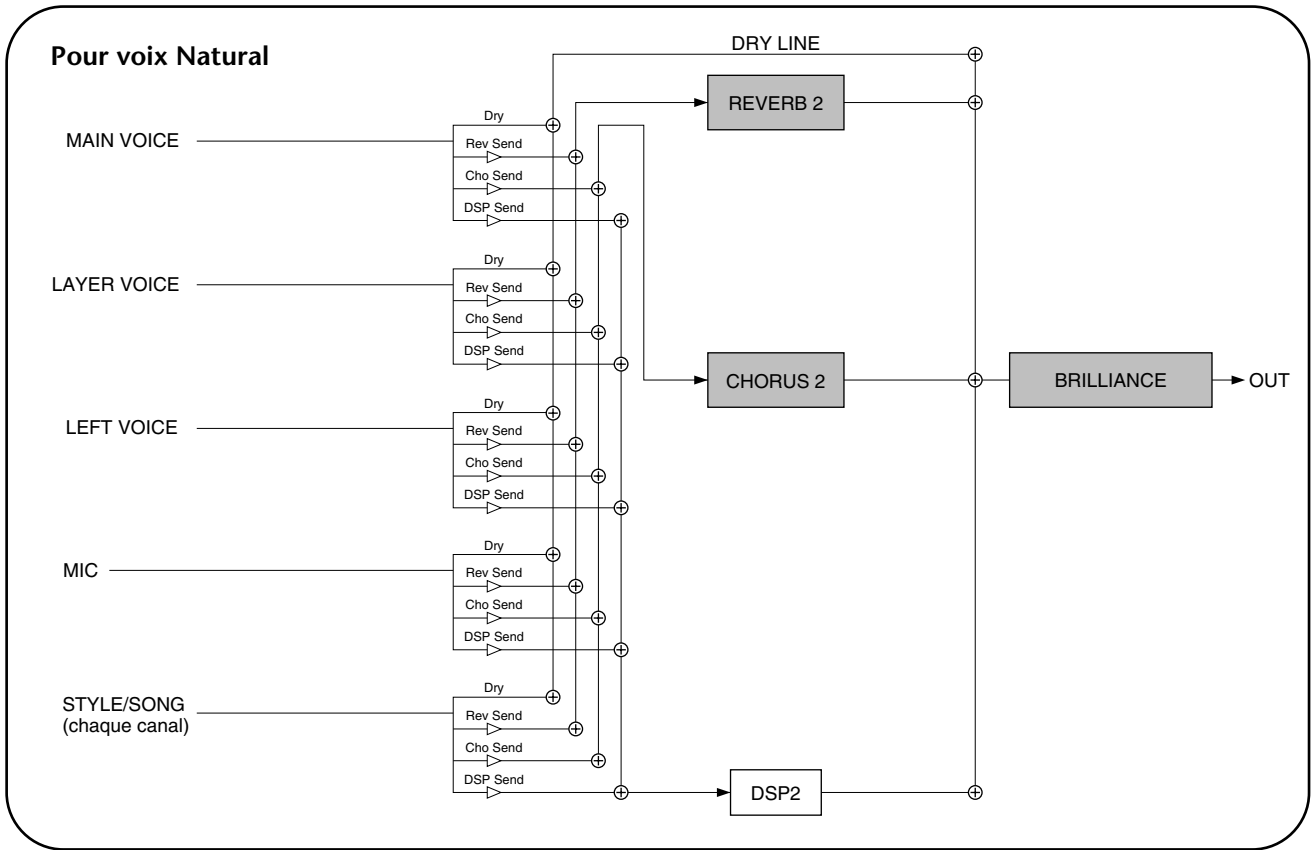 Pour voix Natural
DRY LINE
REVERB 2
MAIN VOICE
Dry
Rev Send
Cho Send
DSP Send
LAYER VOICE
Dry
Rev Send
Cho Send
DSP Send
CHORUS 2
BRILLIANCE
OUT
LEFT VOICE
Dry
Rev Send
Cho Send
DSP Send
MIC
Dry
Rev Send
Cho Send
DSP Send
STYLE/SONG
(chaque canal)
Dry
Rev Send
Cho Send
DSP Send
DSP2